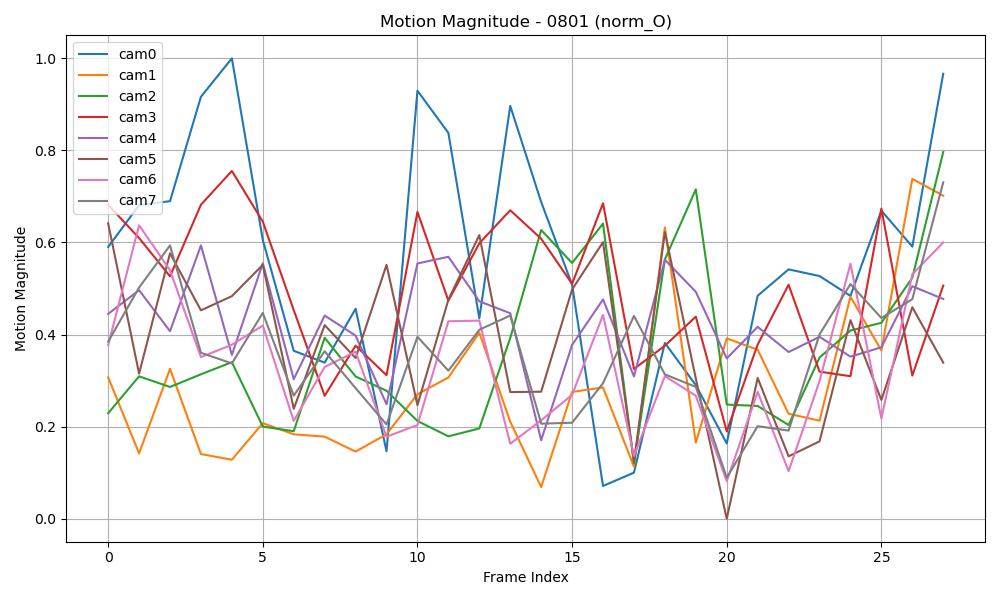 Motion Magnitude - 0801 (norm_O)
cam0
cam1
cam2
cam3
cam4
cam5
cam6
cam7
Motion Magnitude
1.0
0.8
0.6
0.4
0.2
0.0
0 5 10 15 20 25
Frame Index